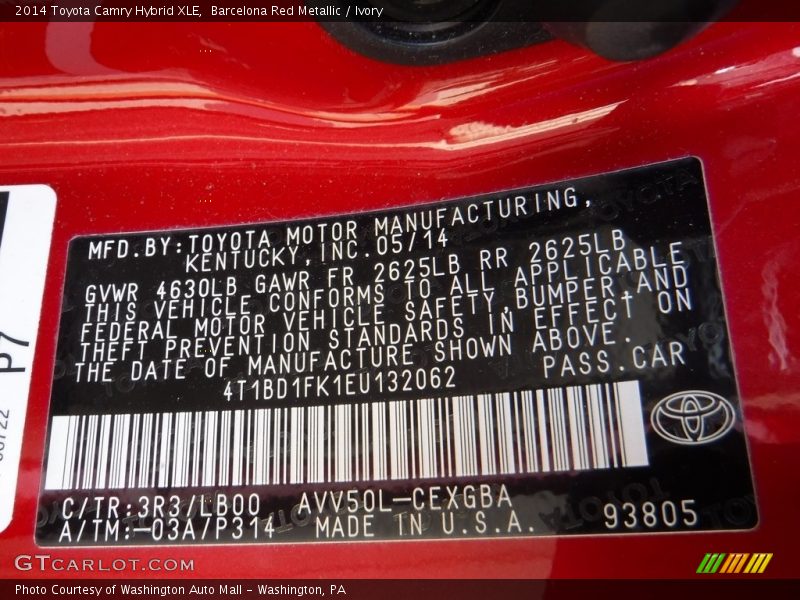 2014 Toyota Camry Hybrid XLE, Barcelona Red Metallic / Ivory
MFD.BY:TOYOTA MOTOR MANUFACTURING,
KENTUCKY,INC.05/14
GVWR 4630LB GAWR FR 2625LB RR 2625LB
THIS VEHICLE CONFORMS TO ALL APPLICABLE
FEDERAL MOTOR VEHICLE SAFETY,BUMPER,AND
THEFT PREVENTION STANDARDS IN EFFECT ON
THE DATE OF MANUFACTURE SHOWN ABOVE.
4T1BD1FK1EU132062 PASS.CAR
C/TR:3R3/LB00 AVV50L-CEXGBA
A/TM:-03A/P314 MADE IN U.S.A. 93805
P7
GTCARLOT.COM
Photo Courtesy of Washington Auto Mall - Washington, PA